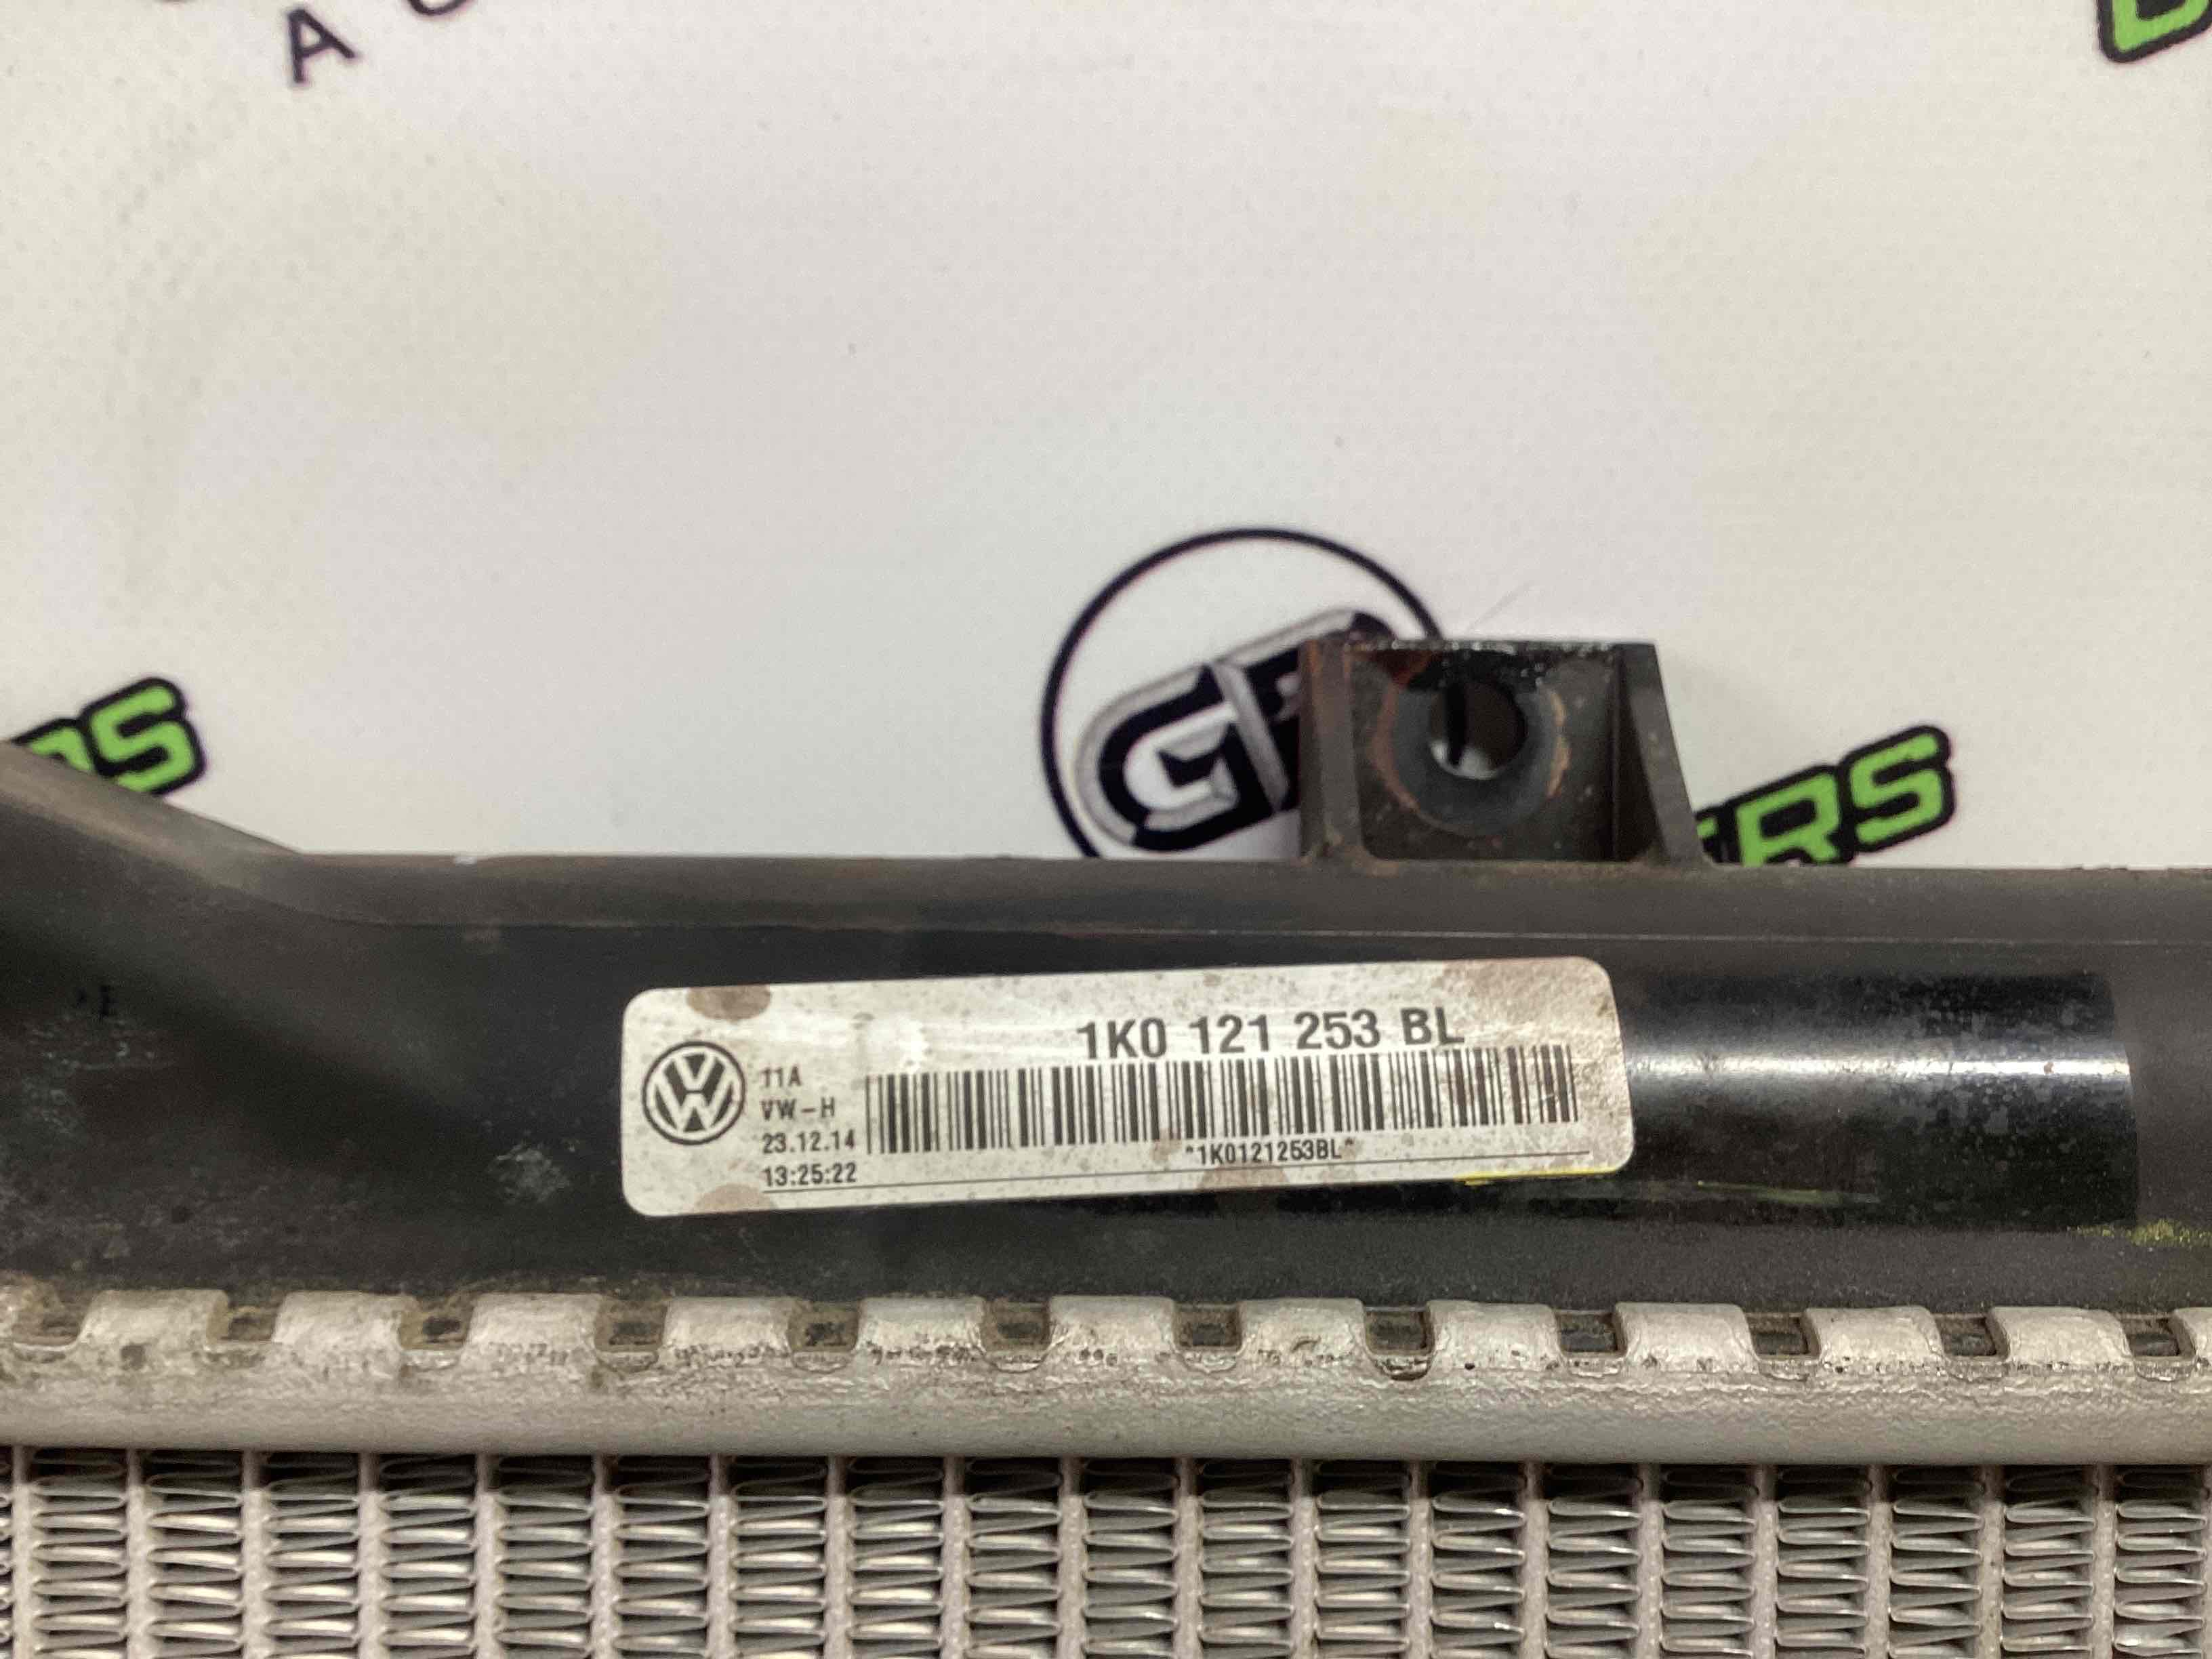 1K0 121 253 BL
11A
VW-H
23.12.14
13:25:22
*1K0121253BL*